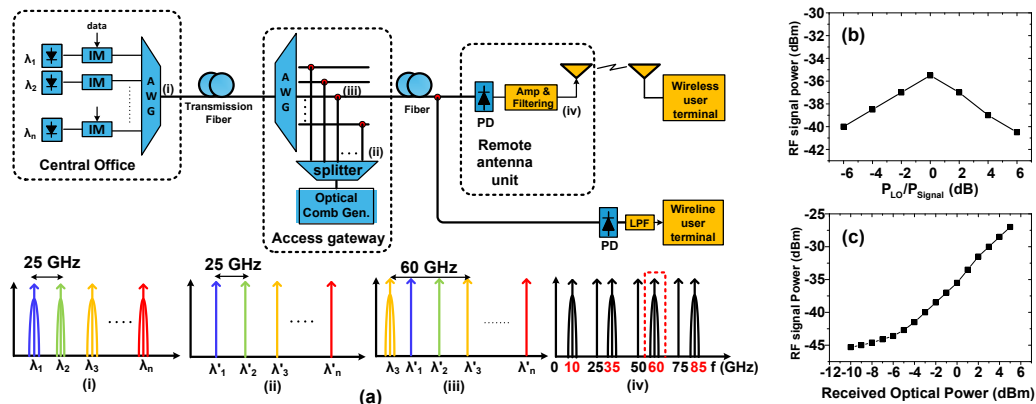 data
λ1
IM
λ2
IM
λn
IM
A
W
G
(i)
Central Office
Transmission
Fiber
A
W
G
(iii)
(ii)
splitter
Optical
Comb Gen.
Access gateway
Fiber
PD
Amp &
Filtering
(iv)
Remote
antenna
unit
Wireless
user
terminal
PD
LPF
Wireline
user
terminal
25 GHz
λ1 λ2 λ3 λn
(i)
25 GHz
λ'1 λ'2 λ'3 λ'n
(ii)
60 GHz
λ3 λ'1 λ'2 λ'3 λ'n
(iii)
0 10 25 35 50 60 75 85 f (GHz)
(iv)
(a)
(b)
RF signal power (dBm)
-30
-32
-34
-36
-38
-40
-42
-6 -4 -2 0 2 4 6
PLO/PSignal (dB)
(c)
RF signal Power (dBm)
-25
-30
-35
-40
-45
-12 -10 -8 -6 -4 -2 0 2 4 6
Received Optical Power (dBm)